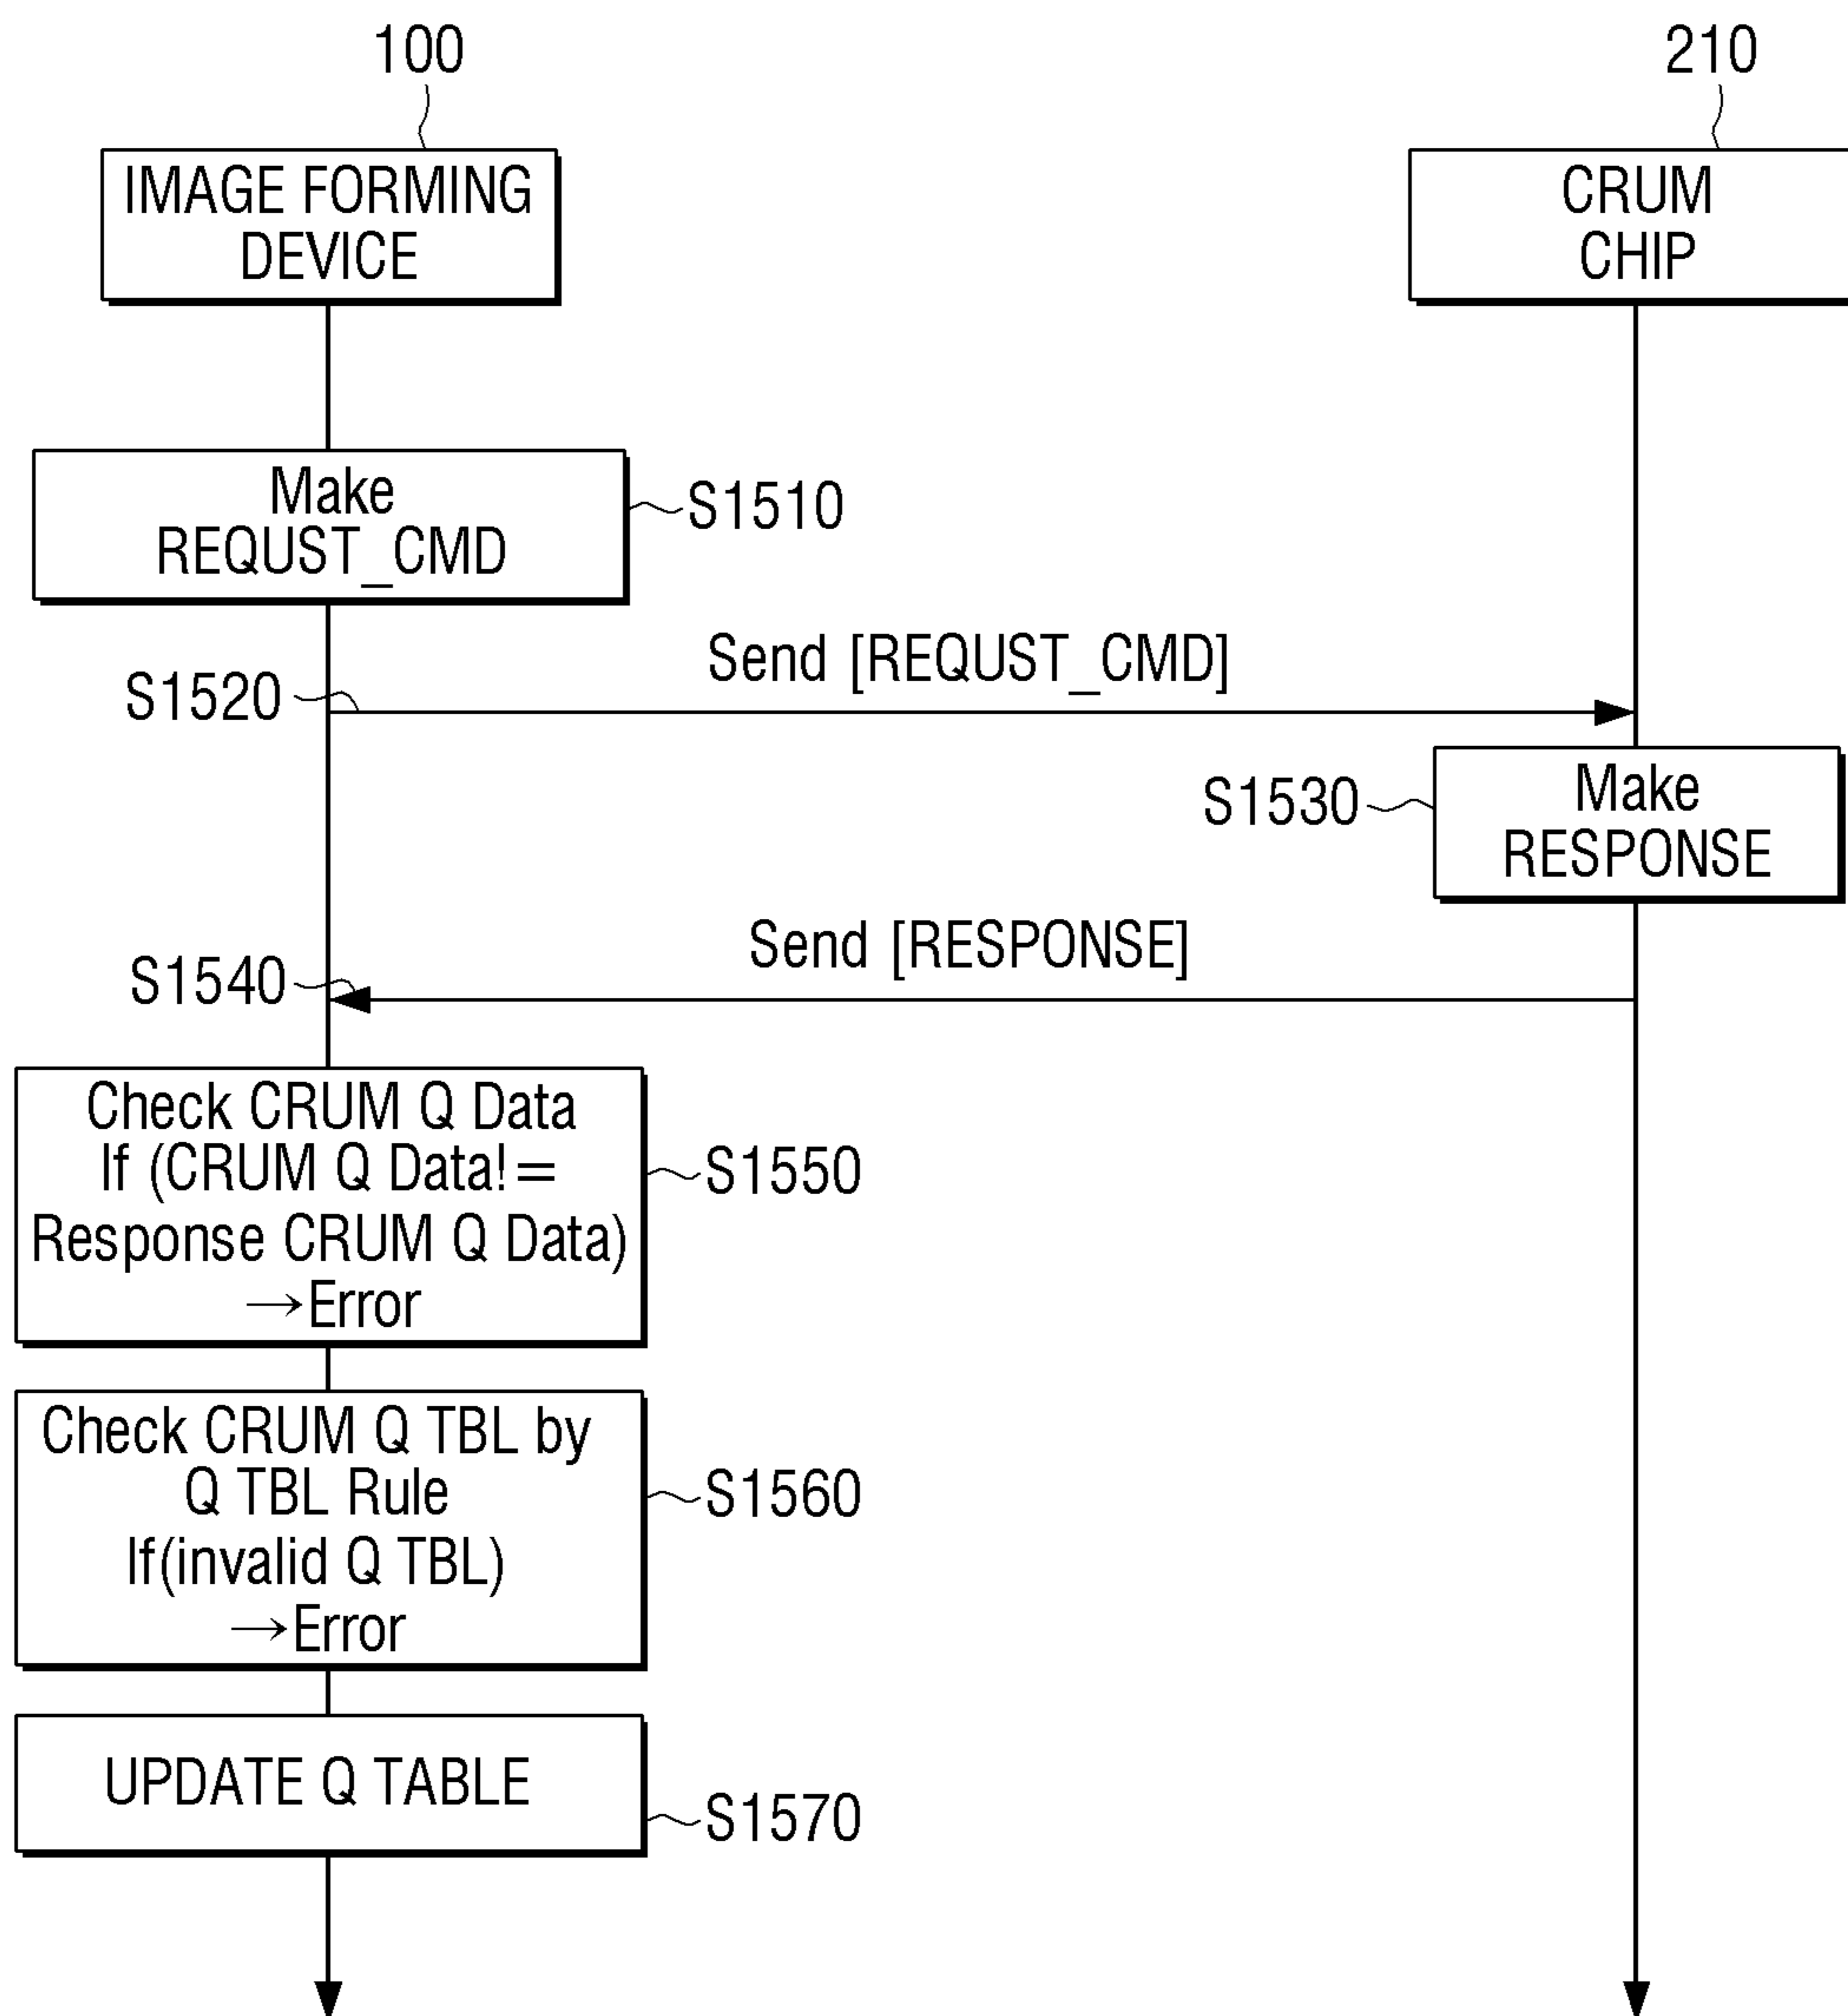 100
210
IMAGE FORMING
DEVICE
CRUM
CHIP
Make
REQUST_CMD
S1510
Send [REQUST_CMD]
S1520
Make
RESPONSE
S1530
Send [RESPONSE]
S1540
Check CRUM Q Data
If (CRUM Q Data!=
Response CRUM Q Data)
→Error
S1550
Check CRUM Q TBL by
Q TBL Rule
If(invalid Q TBL)
→Error
S1560
UPDATE Q TABLE
S1570